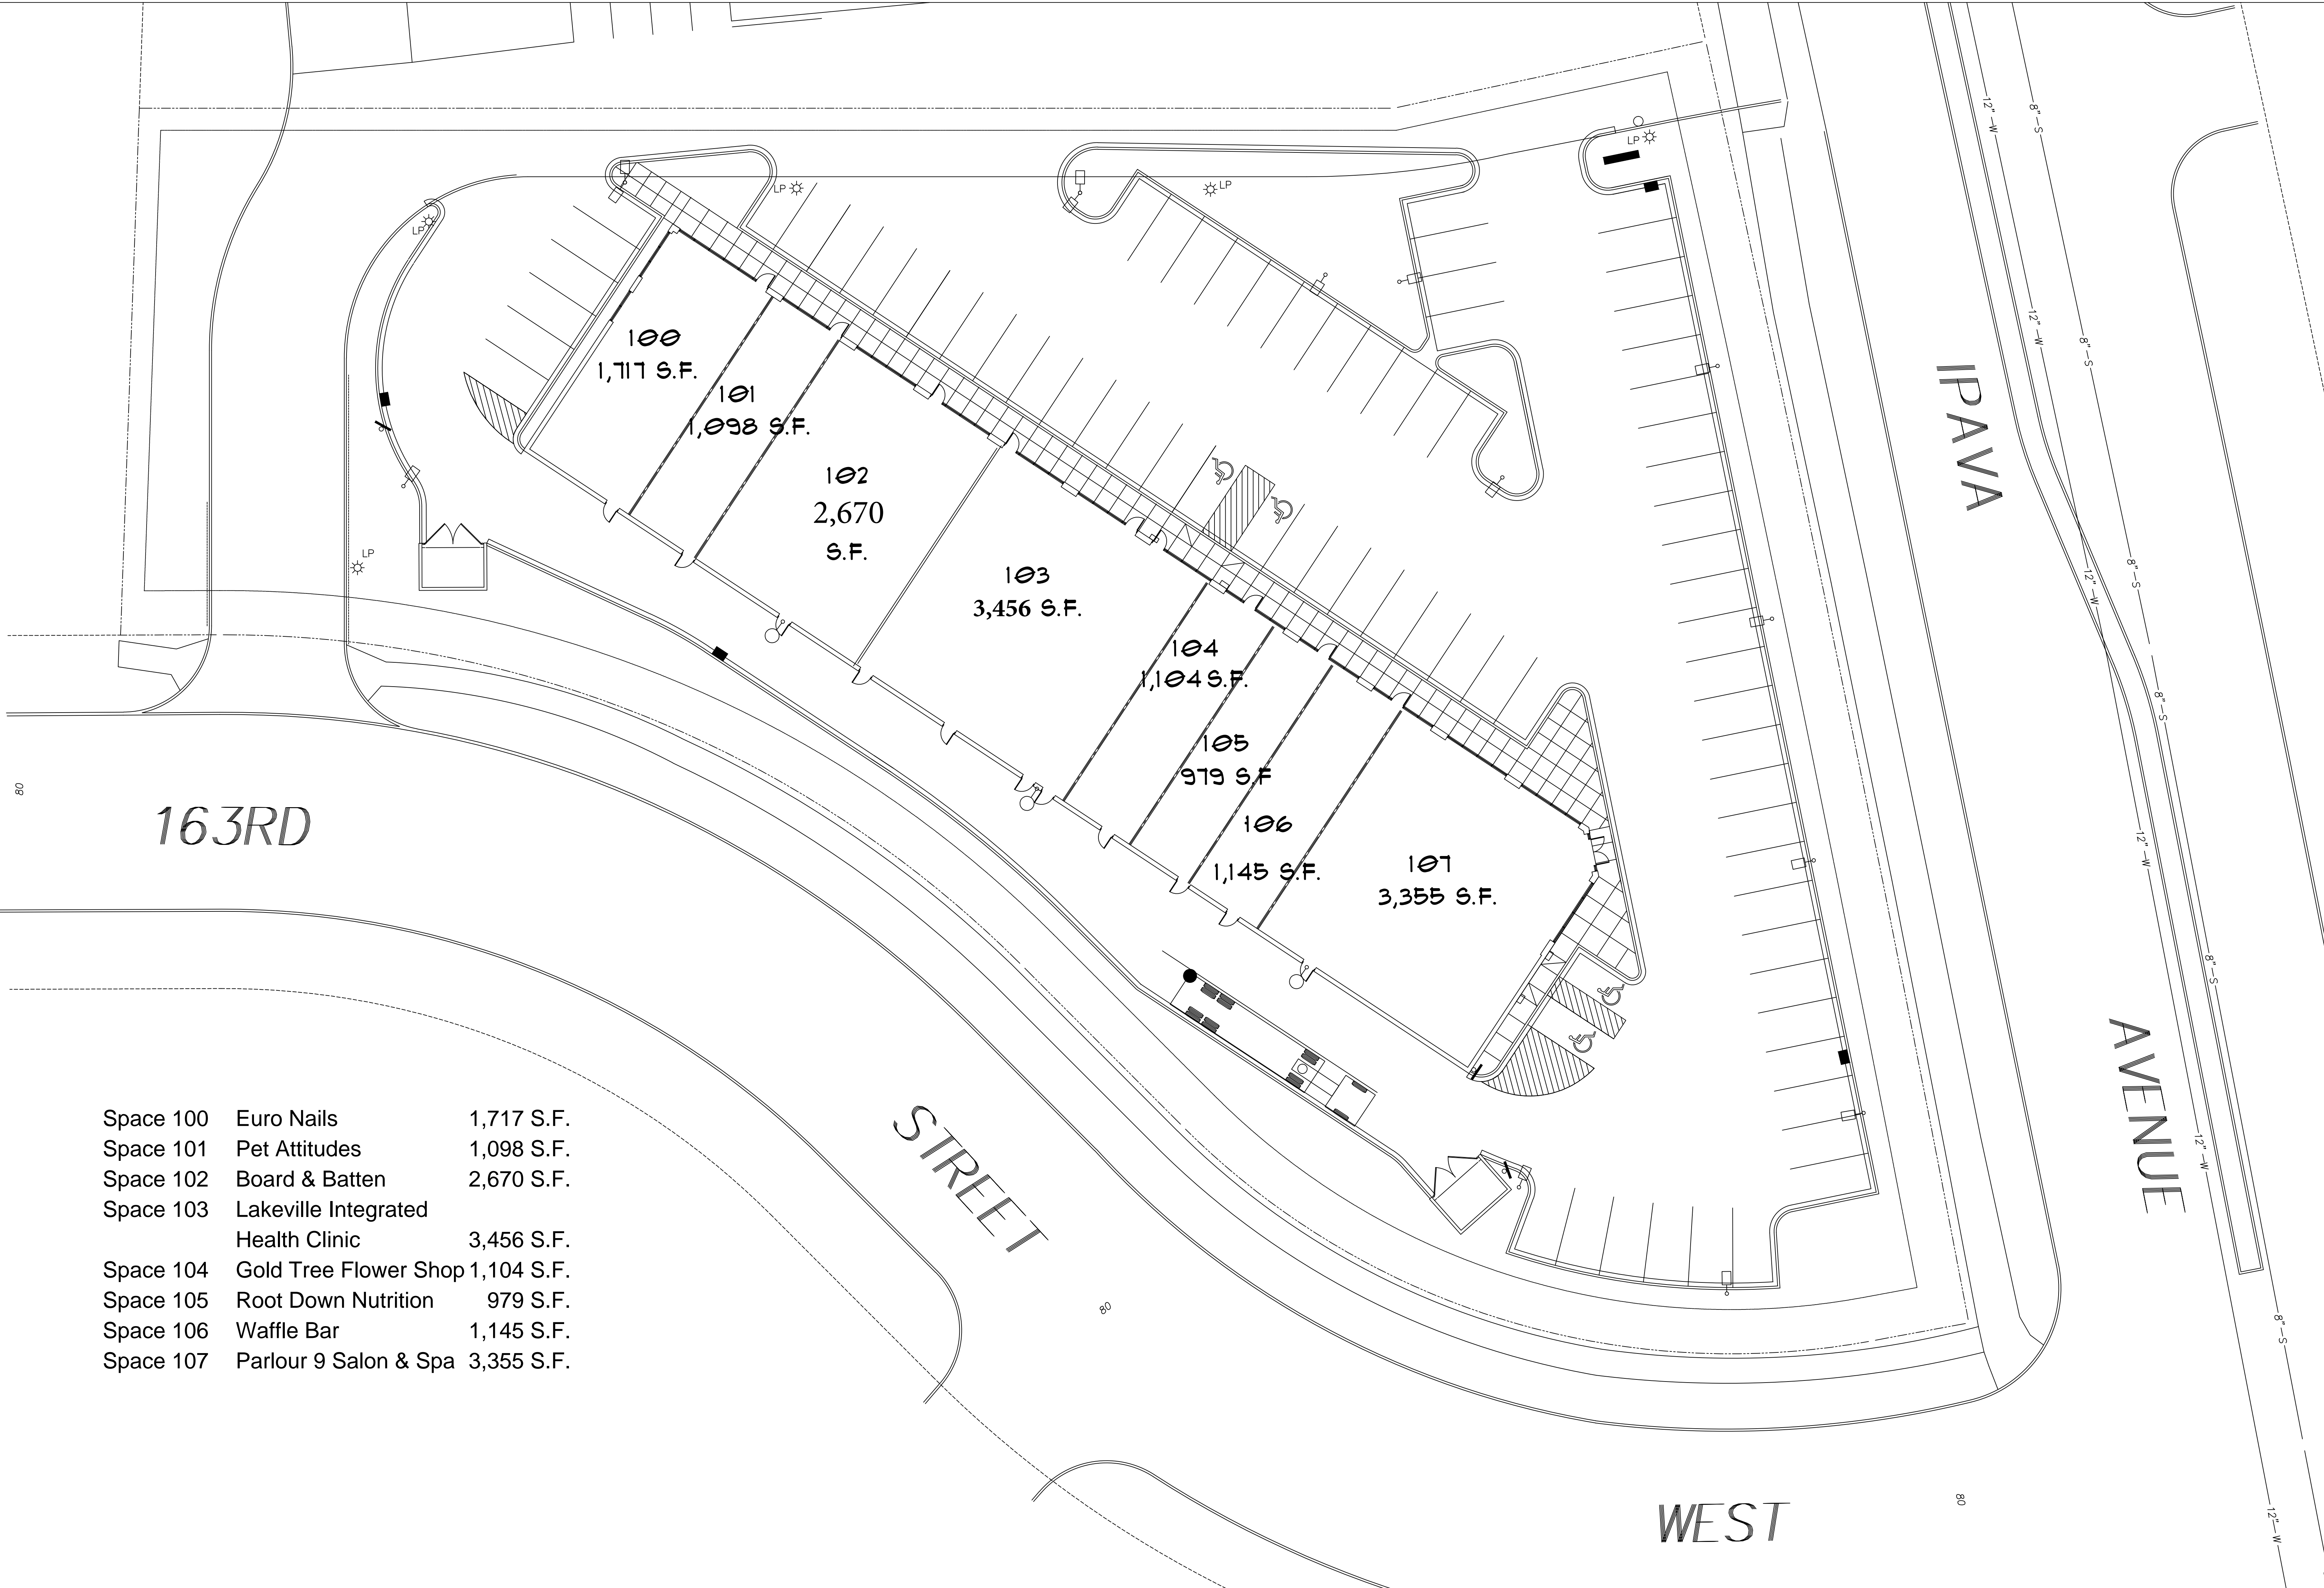 LP
LP
LP
12"-W
8"-S
LP
100
1,717 S.F.
12"-W
8"-S
101
1,098 S.F.
IPAVA
102
2,670
S.F.
LP
103
3,456 S.F.
12"-W
8"-S
104
1,104 S.F.
8"-S
105
979 S.F
80
163RD
106
1,145 S.F.
107
3,355 S.F.
12"-W
8"-S
AVENUE
STREET
12"-W
Space 100 Euro Nails 1,717 S.F.
Space 101 Pet Attitudes 1,098 S.F.
Space 102 Board & Batten 2,670 S.F.
Space 103 Lakeville Integrated
Health Clinic 3,456 S.F.
Space 104 Gold Tree Flower Shop 1,104 S.F.
Space 105 Root Down Nutrition 979 S.F.
Space 106 Waffle Bar 1,145 S.F.
Space 107 Parlour 9 Salon & Spa 3,355 S.F.
80
8"-S
WEST
80
12"-W